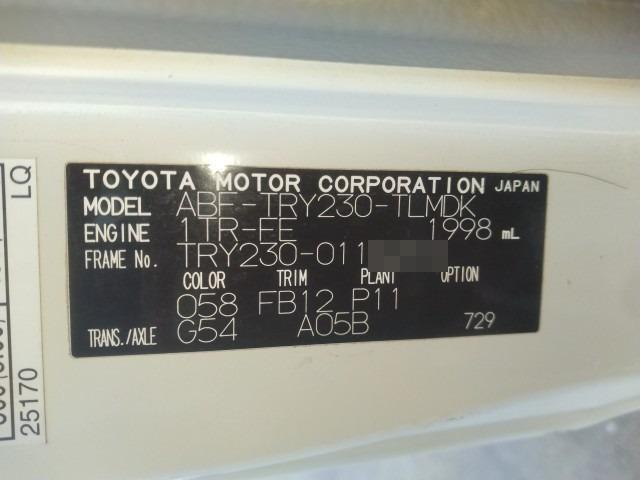 TOYOTA MOTOR CORPORATION JAPAN
MODEL ABF-TRY230-TLMDK
ENGINE 1TR-FE 1998 mL
FRAME No. TRY230-011
COLOR TRIM PLANT OPTION
058 FB12 P11
TRANS./AXLE G54 A05B 729
LQ
25170